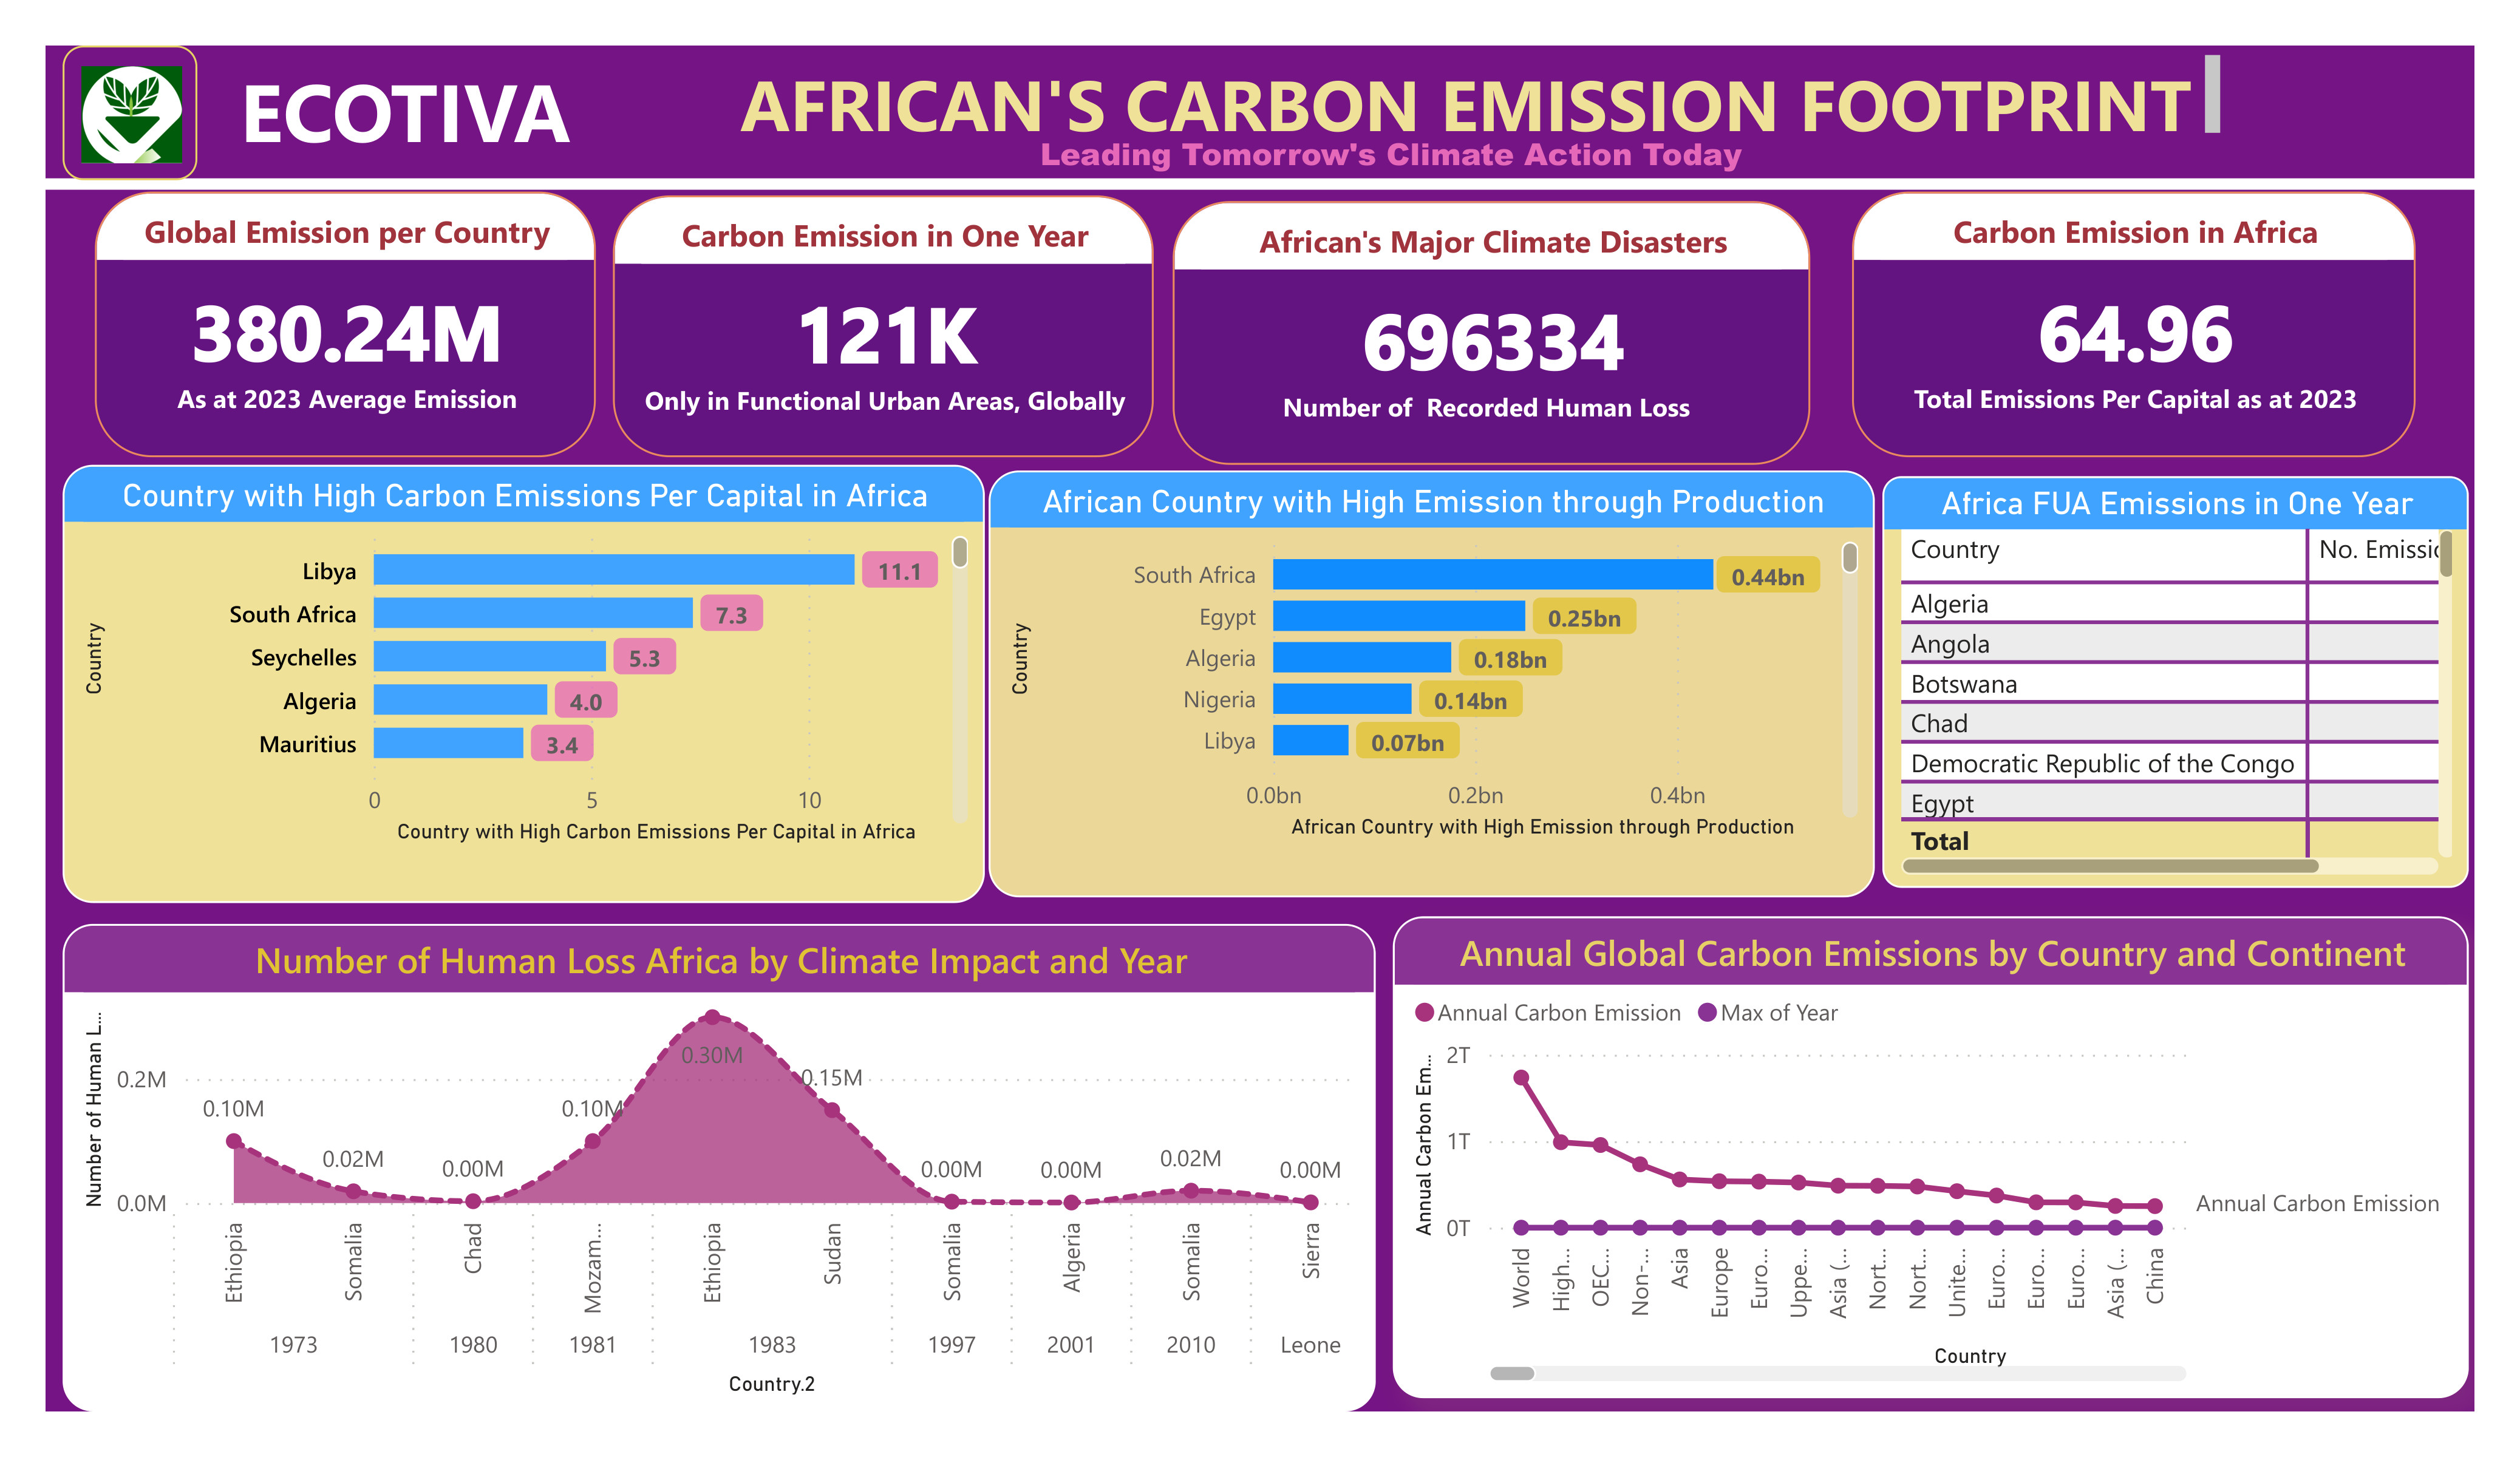 ECOTIVA
AFRICAN'S CARBON EMISSION FOOTPRINT
Leading Tomorrow's Climate Action Today
Global Emission per Country
380.24M
As at 2023 Average Emission
Carbon Emission in One Year
121K
Only in Functional Urban Areas, Globally
African's Major Climate Disasters
696334
Number of Recorded Human Loss
Carbon Emission in Africa
64.96
Total Emissions Per Capital as at 2023
Country with High Carbon Emissions Per Capital in Africa
Country
Libya 11.1
South Africa 7.3
Seychelles 5.3
Algeria 4.0
Mauritius 3.4
0 5 10
Country with High Carbon Emissions Per Capital in Africa
African Country with High Emission through Production
Country
South Africa 0.44bn
Egypt 0.25bn
Algeria 0.18bn
Nigeria 0.14bn
Libya 0.07bn
0.0bn 0.2bn 0.4bn
African Country with High Emission through Production
Africa FUA Emissions in One Year
Country No. Emissic
Algeria
Angola
Botswana
Chad
Democratic Republic of the Congo
Egypt
Total
Number of Human Loss Africa by Climate Impact and Year
Number of Human L...
0.2M
0.0M
0.10M 0.02M 0.00M 0.10M 0.30M 0.15M 0.00M 0.00M 0.02M 0.00M
Ethiopia Somalia Chad Mozam... Ethiopia Sudan Somalia Algeria Somalia Sierra
1973 1980 1981 1983 1997 2001 2010 Leone
Country.2
Annual Global Carbon Emissions by Country and Continent
Annual Carbon Emission Max of Year
Annual Carbon Em...
2T
1T
0T
Annual Carbon Emission
World High... OEC... Non-... Asia Europe Euro... Uppe... Asia (... Nort... Nort... Unite... Euro... Euro... Euro... Asia (... China
Country